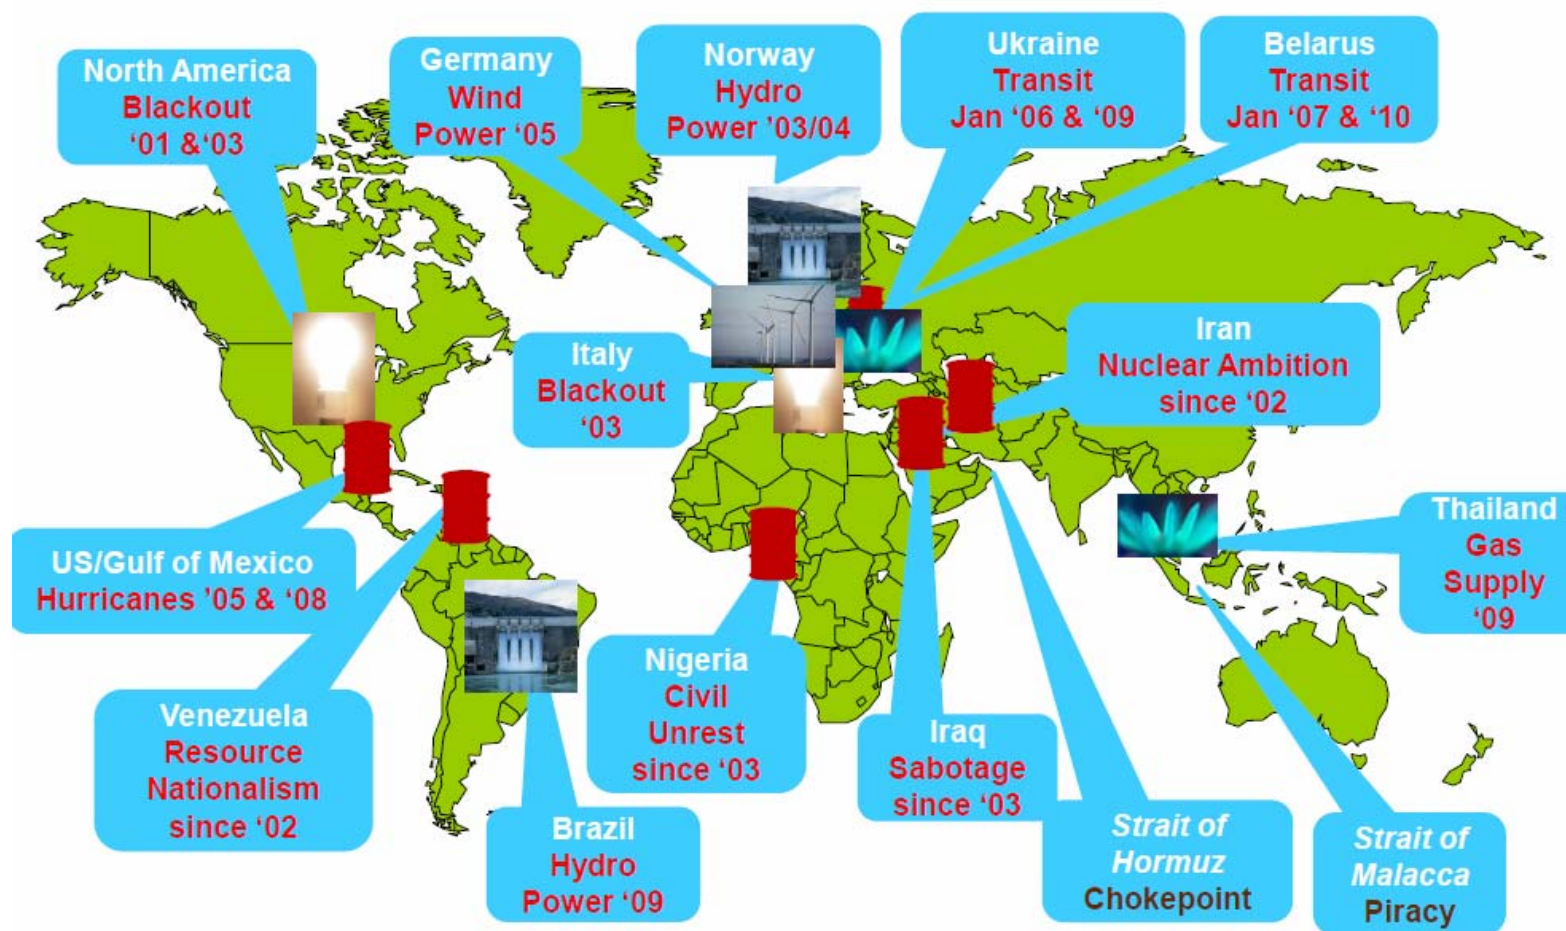 North America
Blackout
‘01 &‘03
Germany
Wind
Power ‘05
Norway
Hydro
Power ’03/04
Ukraine
Transit
Jan ‘06 & ‘09
Belarus
Transit
Jan ‘07 & ‘10
Italy
Blackout
‘03
Iran
Nuclear Ambition
since ‘02
US/Gulf of Mexico
Hurricanes ’05 & ‘08
Thailand
Gas
Supply
‘09
Venezuela
Resource
Nationalism
since ‘02
Nigeria
Civil
Unrest
since ‘03
Iraq
Sabotage
since ‘03
Brazil
Hydro
Power ‘09
Strait of
Hormuz
Chokepoint
Strait of
Malacca
Piracy